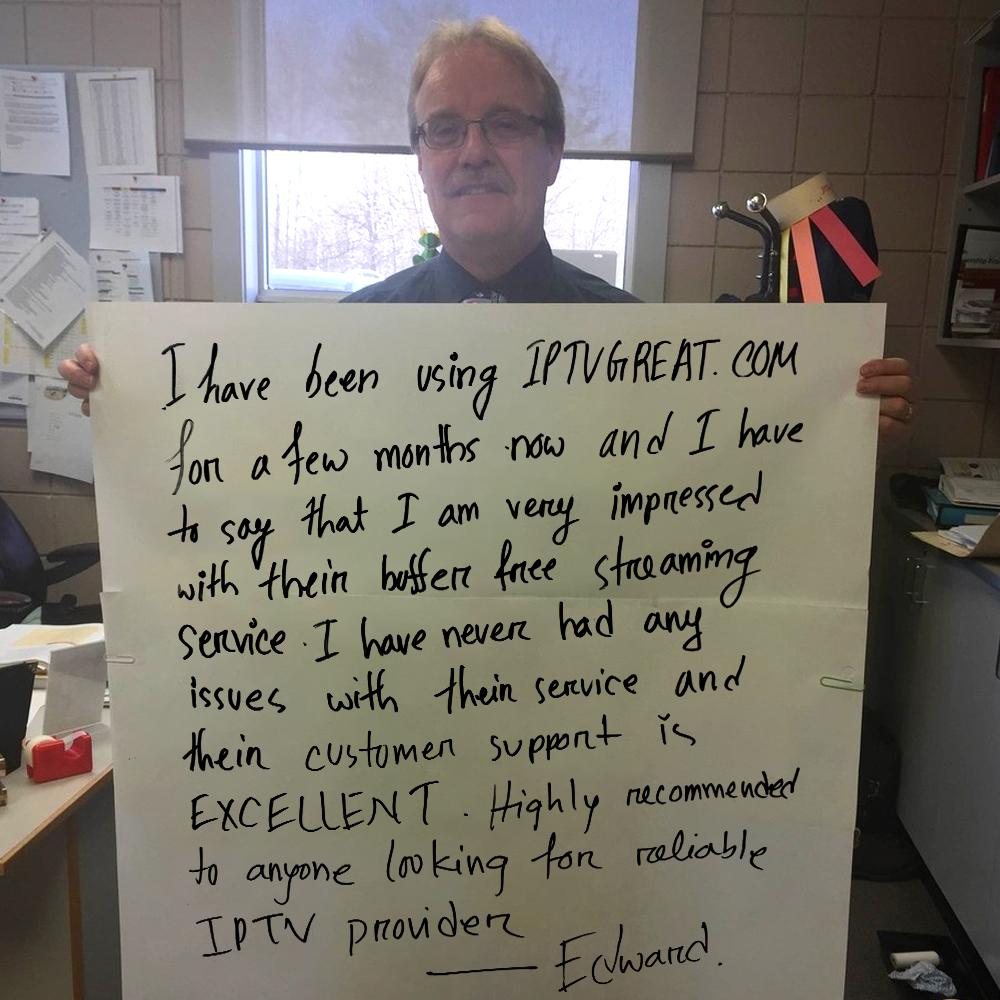 I have been using IPTVGREAT.COM
for a few months now and I have
to say that I am very impressed
with their buffer free streaming
service. I have never had any
issues with their service and
their customer support is
EXCELLENT. Highly recommended
to anyone looking for reliable
IPTV provider
—— Edward.